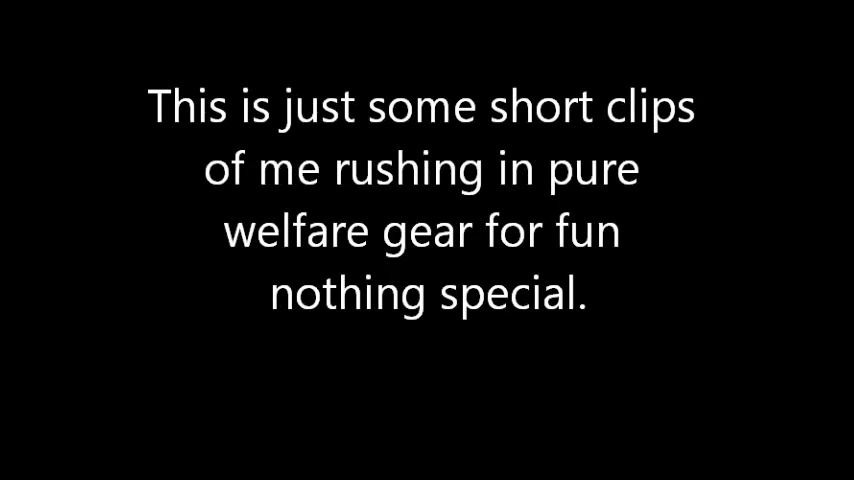 This is just some short clips
of me rushing in pure
welfare gear for fun
nothing special.